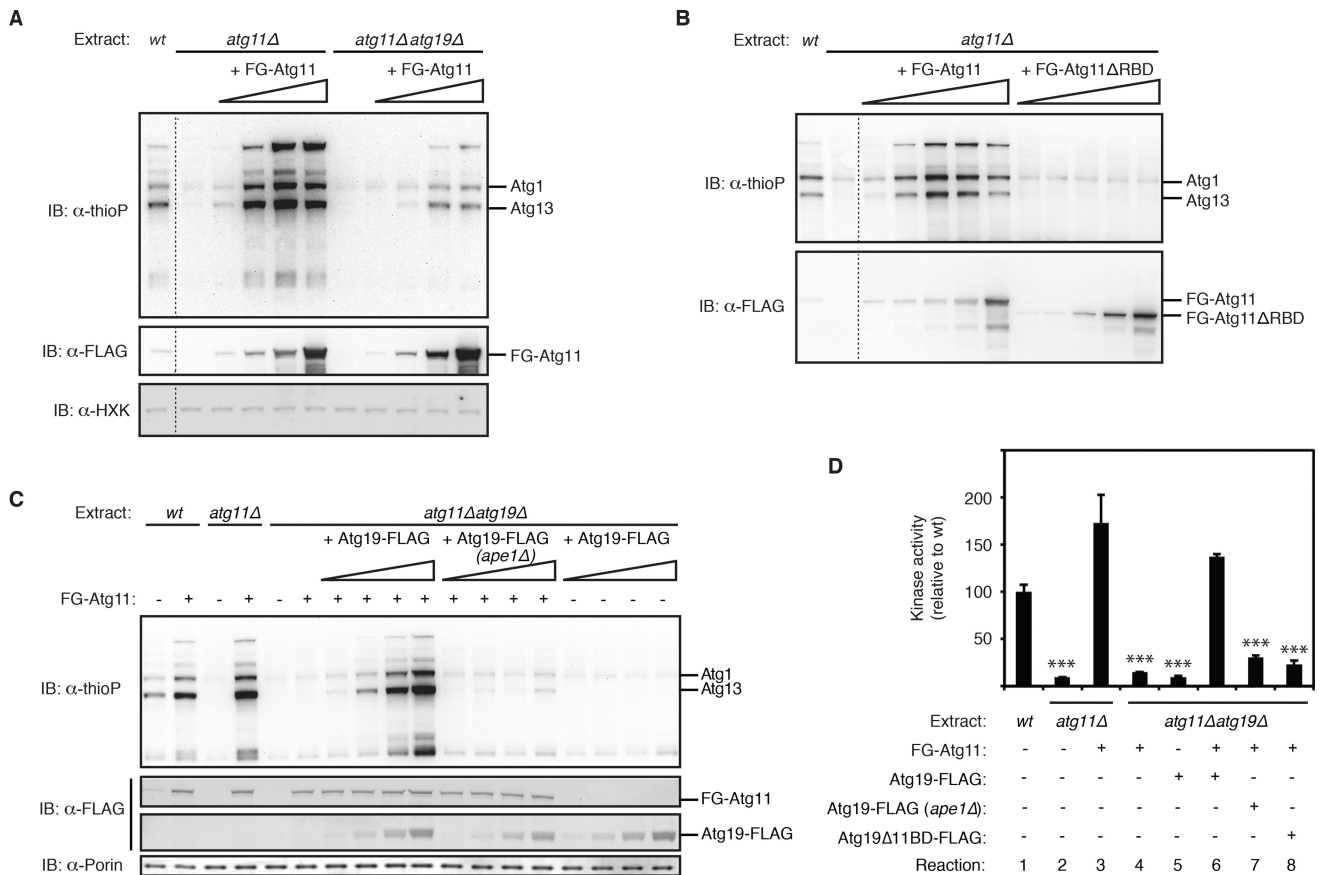 A
Extract: wt atg11Δ atg11Δatg19Δ
+ FG-Atg11 + FG-Atg11
IB: α-thioP
Atg1
Atg13
IB: α-FLAG
FG-Atg11
IB: α-HXK
B
Extract: wt atg11Δ
+ FG-Atg11 + FG-Atg11ΔRBD
IB: α-thioP
Atg1
Atg13
IB: α-FLAG
FG-Atg11
FG-Atg11ΔRBD
C
Extract: wt atg11Δ atg11Δatg19Δ
+ Atg19-FLAG + Atg19-FLAG + Atg19-FLAG
(ape1Δ)
FG-Atg11: - + - + - + + + + + + + + + - - - -
IB: α-thioP
Atg1
Atg13
IB: α-FLAG
FG-Atg11
Atg19-FLAG
IB: α-Porin
D
Kinase activity
(relative to wt)
200
150
100
50
*** *** *** *** ***
Extract: wt atg11Δ atg11Δatg19Δ
FG-Atg11: - - + + - + + +
Atg19-FLAG: - - - - + + - -
Atg19-FLAG (ape1Δ): - - - - - - + -
Atg19Δ11BD-FLAG: - - - - - - - +
Reaction: 1 2 3 4 5 6 7 8